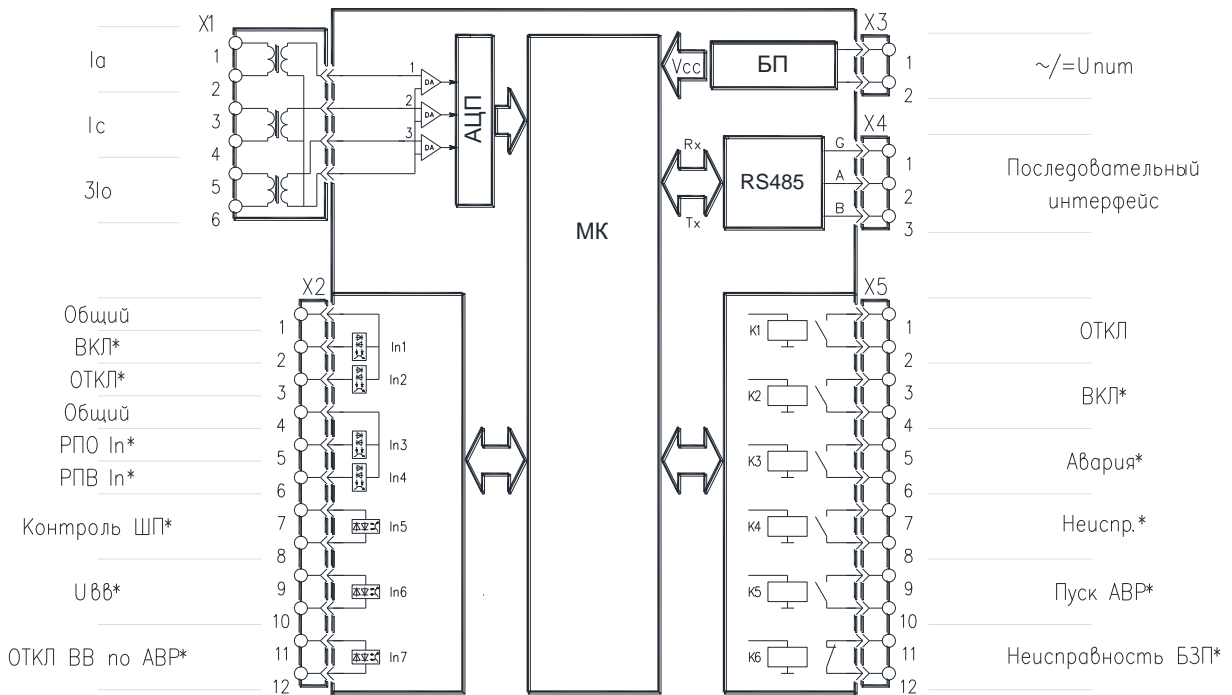 X1
Ia
1
2
Ic
3
4
3Io
5
6
1
2
3
DA
DA
DA
АЦП
МК
Vcc
БП
X3
1
2
~/=Uпит
Rx
Tx
RS485
G
A
B
X4
1
2
3
Последовательный
интерфейс
X2
Общий
1
ВКЛ*
2
In1
ОТКЛ*
3
In2
Общий
4
РПО In*
5
In3
РПВ In*
6
In4
Контроль ШП*
7
8
In5
Uвв*
9
10
In6
ОТКЛ ВВ по АВР*
11
12
In7
X5
K1
1
2
ОТКЛ
K2
3
4
ВКЛ*
K3
5
6
Авария*
K4
7
8
Неиспр.*
K5
9
10
Пуск АВР*
K6
11
12
Неисправность БЗП*